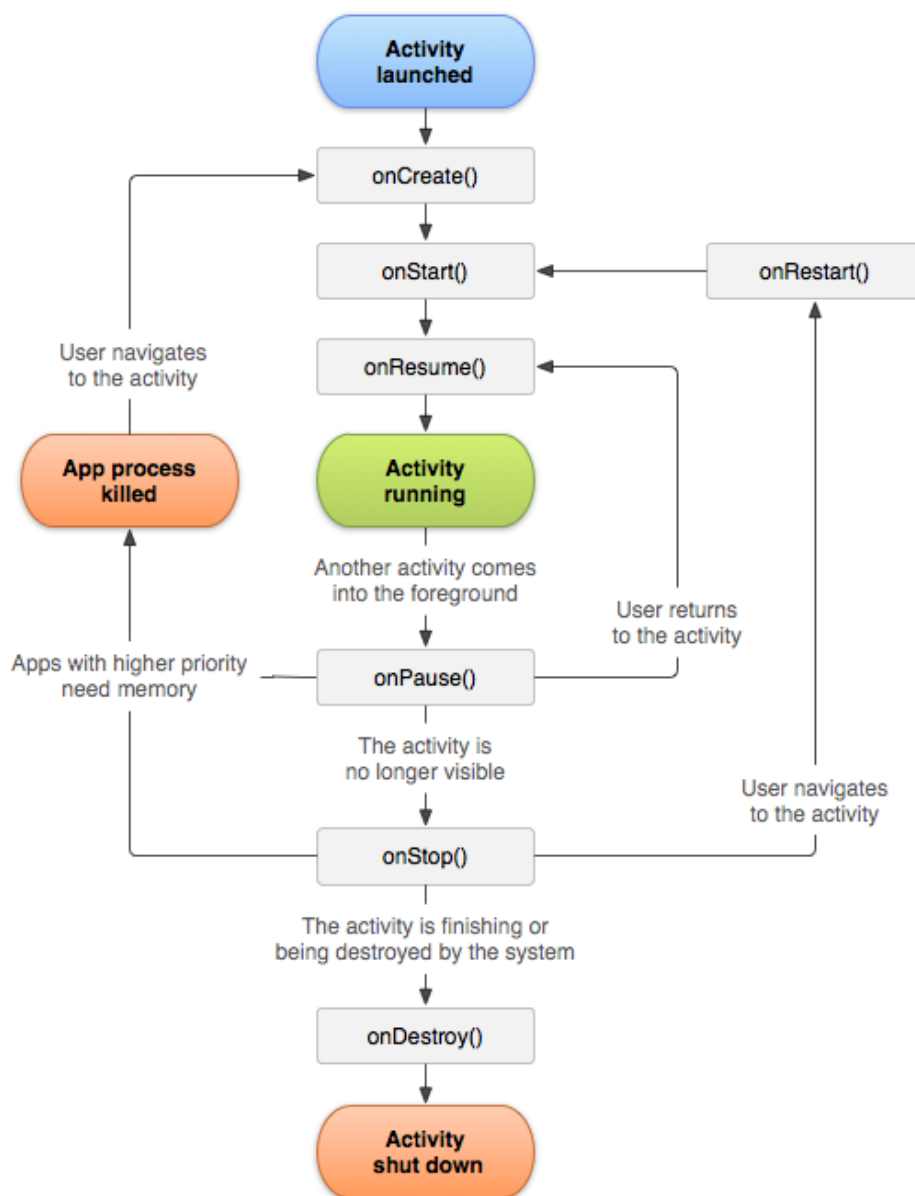 Activity
launched
onCreate()
onStart()
onRestart()
User navigates
to the activity
onResume()
App process
killed
Activity
running
Another activity comes
into the foreground
User returns
to the activity
Apps with higher priority
need memory
onPause()
The activity is
no longer visible
User navigates
to the activity
onStop()
The activity is finishing or
being destroyed by the system
onDestroy()
Activity
shut down